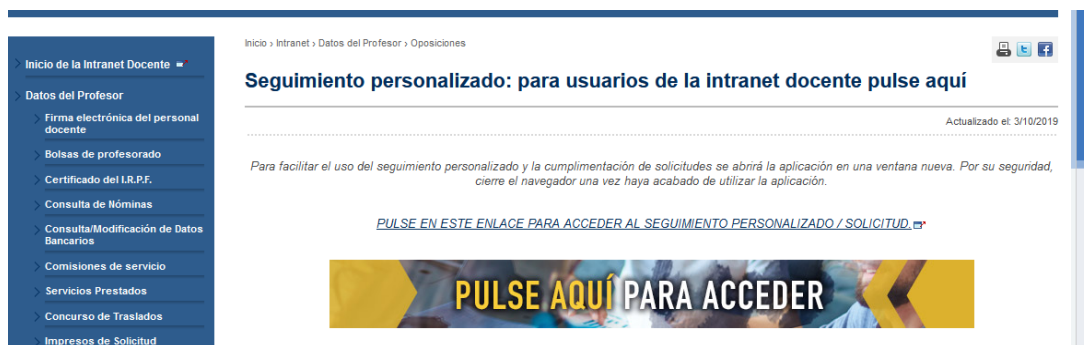 Inicio › Intranet › Datos del Profesor › Oposiciones
Inicio de la Intranet Docente
Datos del Profesor
Firma electrónica del personal
docente
Bolsas de profesorado
Certificado del I.R.P.F.
Consulta de Nóminas
Consulta/Modificación de Datos
Bancarios
Comisiones de servicio
Servicios Prestados
Concurso de Traslados
Impresos de Solicitud
Seguimiento personalizado: para usuarios de la intranet docente pulse aquí
Actualizado el: 3/10/2019
Para facilitar el uso del seguimiento personalizado y la cumplimentación de solicitudes se abrirá la aplicación en una ventana nueva. Por su seguridad,
cierre el navegador una vez haya acabado de utilizar la aplicación.
PULSE EN ESTE ENLACE PARA ACCEDER AL SEGUIMIENTO PERSONALIZADO / SOLICITUD.
PULSE AQUÍ PARA ACCEDER